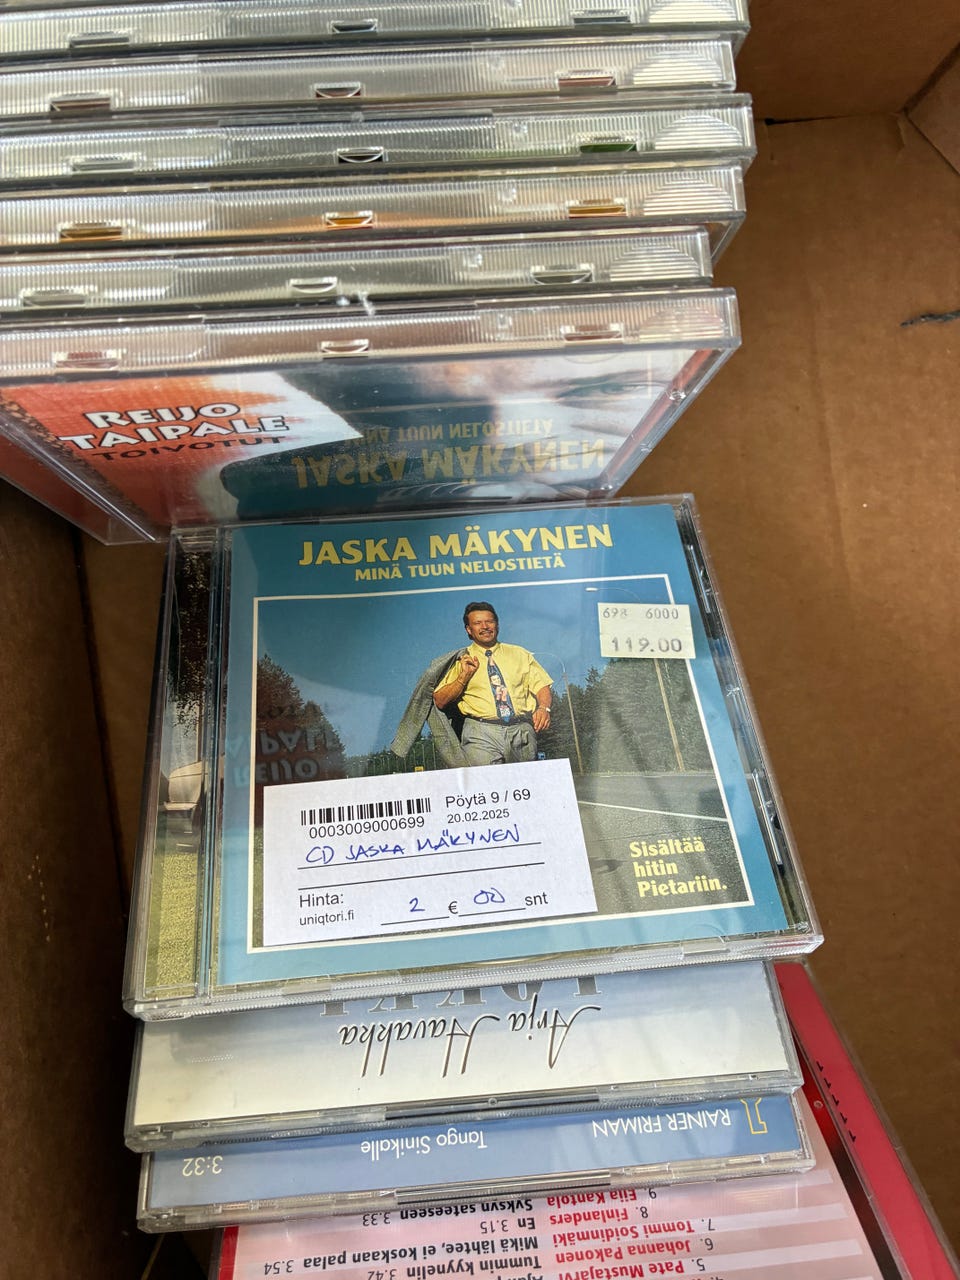 REIJO
TAIPALE
TOIVOTUT
MINÄ TUUN NELOSTIETÄ
JASKA MÄKYNEN
JASKA MÄKYNEN
MINÄ TUUN NELOSTIETÄ
698 6000
119.00
TAIPALE
REIJO
Pöytä 9 / 69
0003009000699
20.02.2025
CD JASKA MÄKYNEN
Hinta:
uniqtori.fi
2 € 00 snt
Sisältää
hitin
Pietariin.
Arja Havakka
RAINER FRIMAN
Tango Sinikalle
3:32
9. Eija Kantola
Syksyn sateeseen 3.33
8. Finlanders
En 3.15
7. Tommi Soidinmäki
Mikä lähtee, ei koskaan palaa 3.54
6. Johanna Pakonen
Tummin kyynelin 3.42
5. Pate Mustajärvi